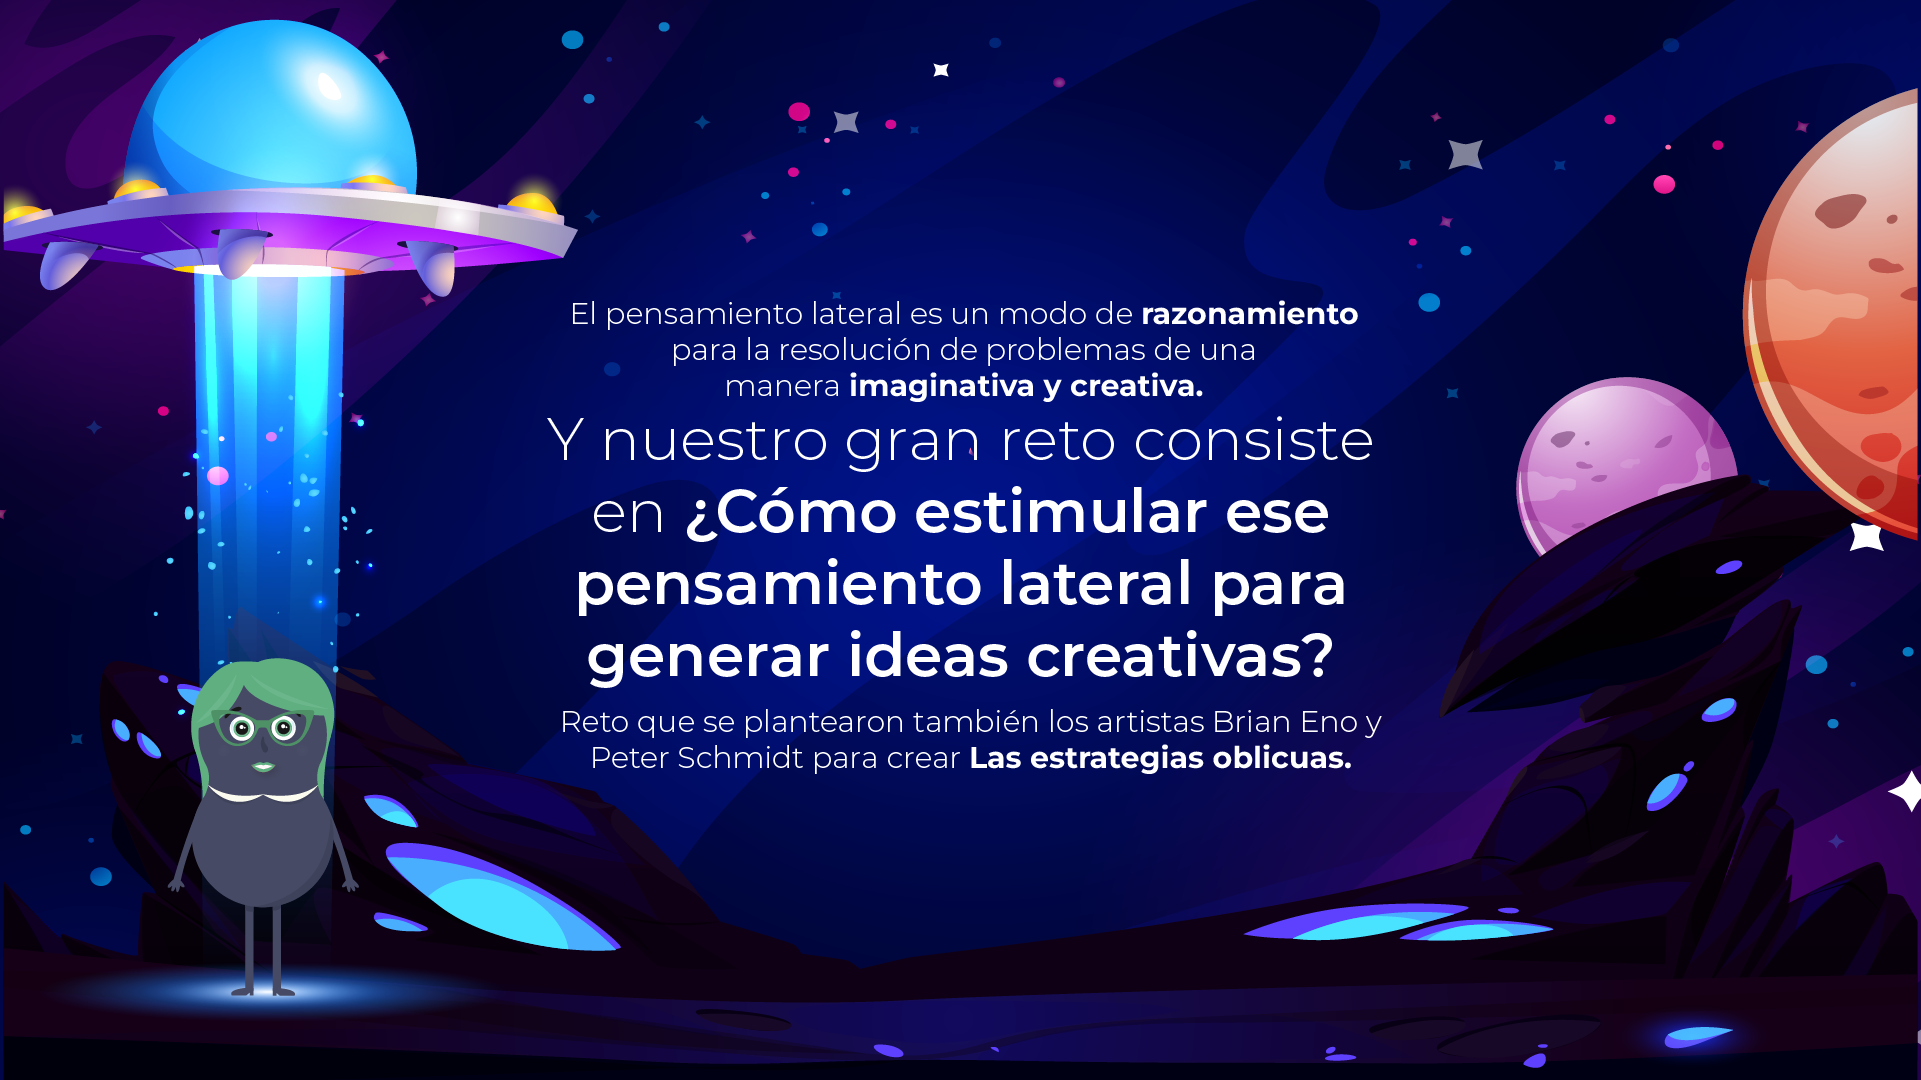 El pensamiento lateral es un modo de razonamiento
para la resolución de problemas de una
manera imaginativa y creativa.
Y nuestro gran reto consiste
en ¿Cómo estimular ese
pensamiento lateral para
generar ideas creativas?
Reto que se plantearon también los artistas Brian Eno y
Peter Schmidt para crear Las estrategias oblicuas.